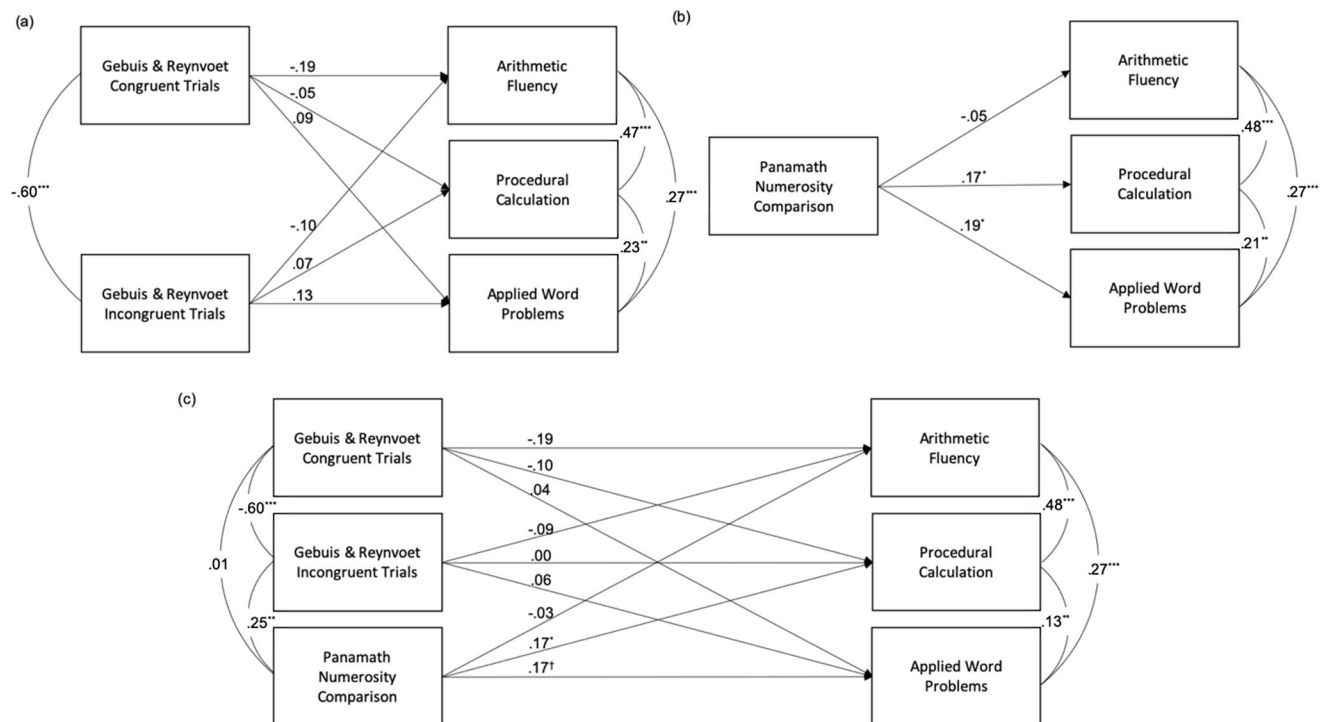 (a)
Gebuis & Reynvoet
Congruent Trials
Gebuis & Reynvoet
Incongruent Trials
-.60***
-.19
-.05
.09
-.10
.07
.13
Arithmetic
Fluency
Procedural
Calculation
Applied Word
Problems
.47***
.23**
.27***
(b)
Panamath
Numerosity
Comparison
-.05
.17*
.19*
Arithmetic
Fluency
Procedural
Calculation
Applied Word
Problems
.48***
.21**
.27***
(c)
Gebuis & Reynvoet
Congruent Trials
Gebuis & Reynvoet
Incongruent Trials
Panamath
Numerosity
Comparison
-.60***
.01
.25**
-.19
-.10
.04
-.09
.00
.06
-.03
.17*
.17†
Arithmetic
Fluency
Procedural
Calculation
Applied Word
Problems
.48***
.13**
.27***